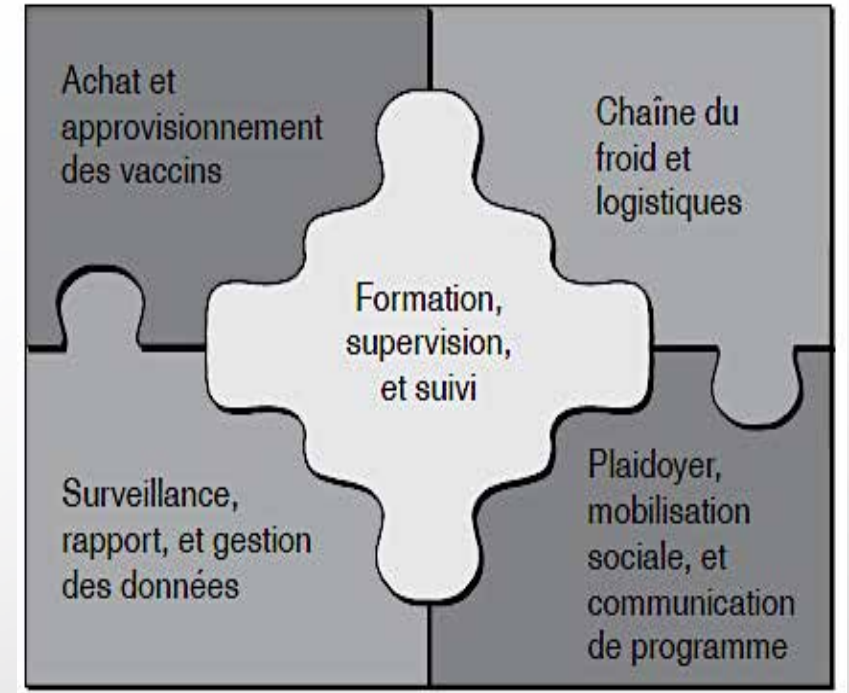 Achat et
approvisionnement
des vaccins
Chaîne du
froid et
logistiques
Formation,
supervision,
et suivi
Surveillance,
rapport, et gestion
des données
Plaidoyer,
mobilisation
sociale, et
communication
de programme